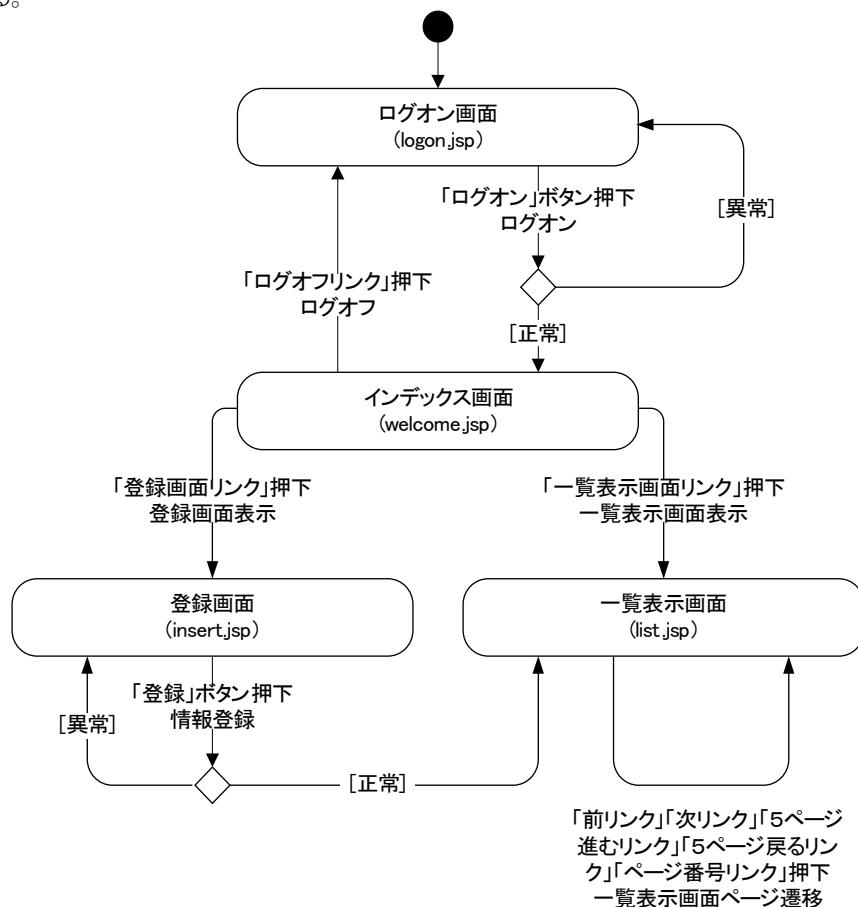 る。
ログオン画面
(logon.jsp)
「ログオン」ボタン押下
ログオン
[異常]
「ログオフリンク」押下
ログオフ
[正常]
インデックス画面
(welcome.jsp)
「登録画面リンク」押下
登録画面表示
「一覧表示画面リンク」押下
一覧表示画面表示
登録画面
(insert.jsp)
一覧表示画面
(list.jsp)
「登録」ボタン押下
情報登録
[異常]
[正常]
「前リンク」「次リンク」「5ページ
進むリンク」「5ページ戻るリン
ク」「ページ番号リンク」押下
一覧表示画面ページ遷移